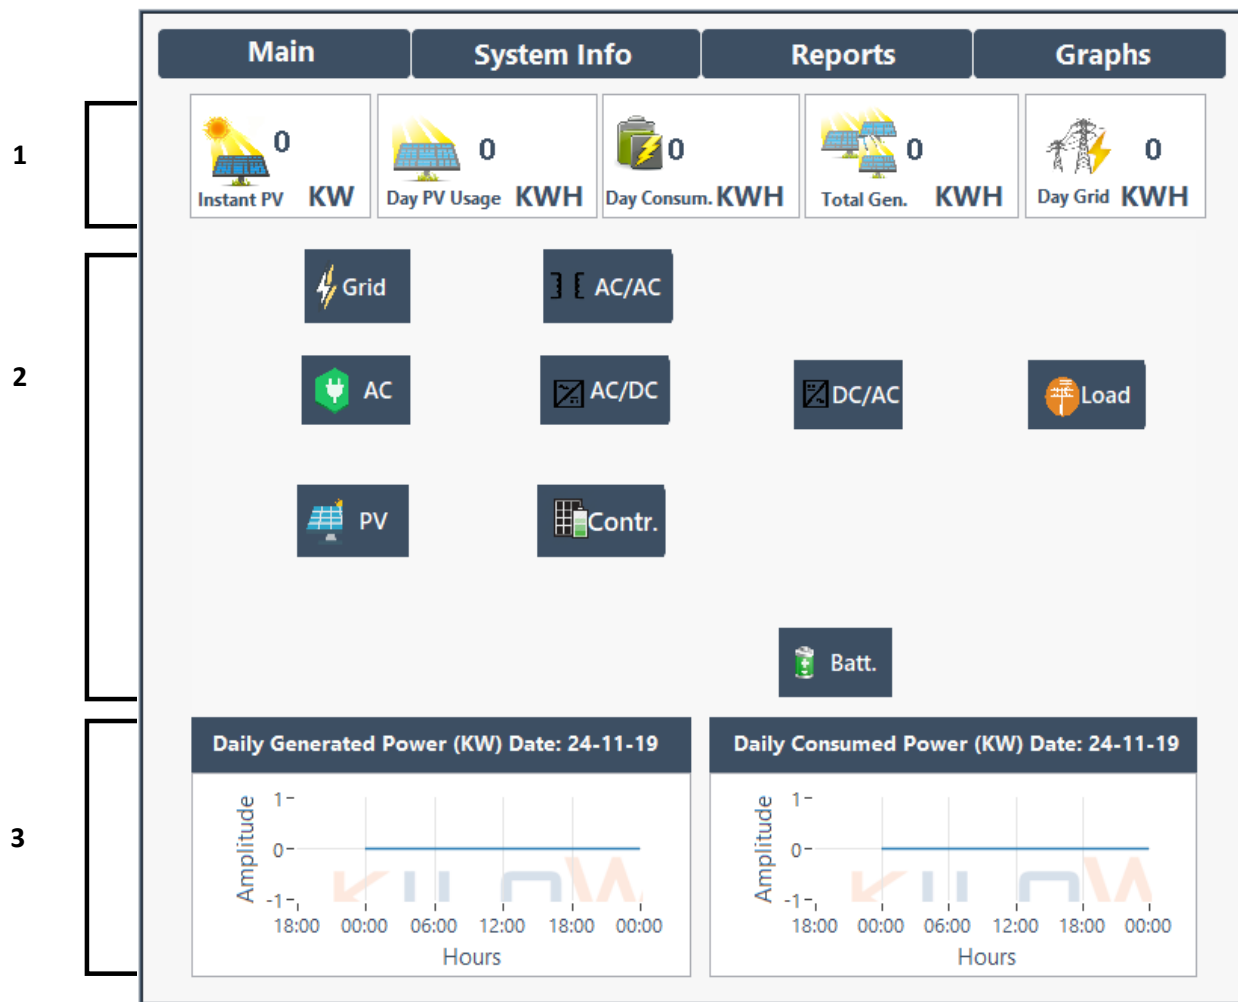 Main System Info Reports Graphs
1
0 0 0 0 0
Instant PV KW Day PV Usage KWH Day Consum. KWH Total Gen. KWH Day Grid KWH
2
Grid AC/AC
AC AC/DC DC/AC Load
PV Contr.
Batt.
3
Daily Generated Power (KW) Date: 24-11-19
Amplitude
1
0
-1
18:00 00:00 06:00 12:00 18:00 00:00
Hours
Daily Consumed Power (KW) Date: 24-11-19
Amplitude
1
0
-1
18:00 00:00 06:00 12:00 18:00 00:00
Hours